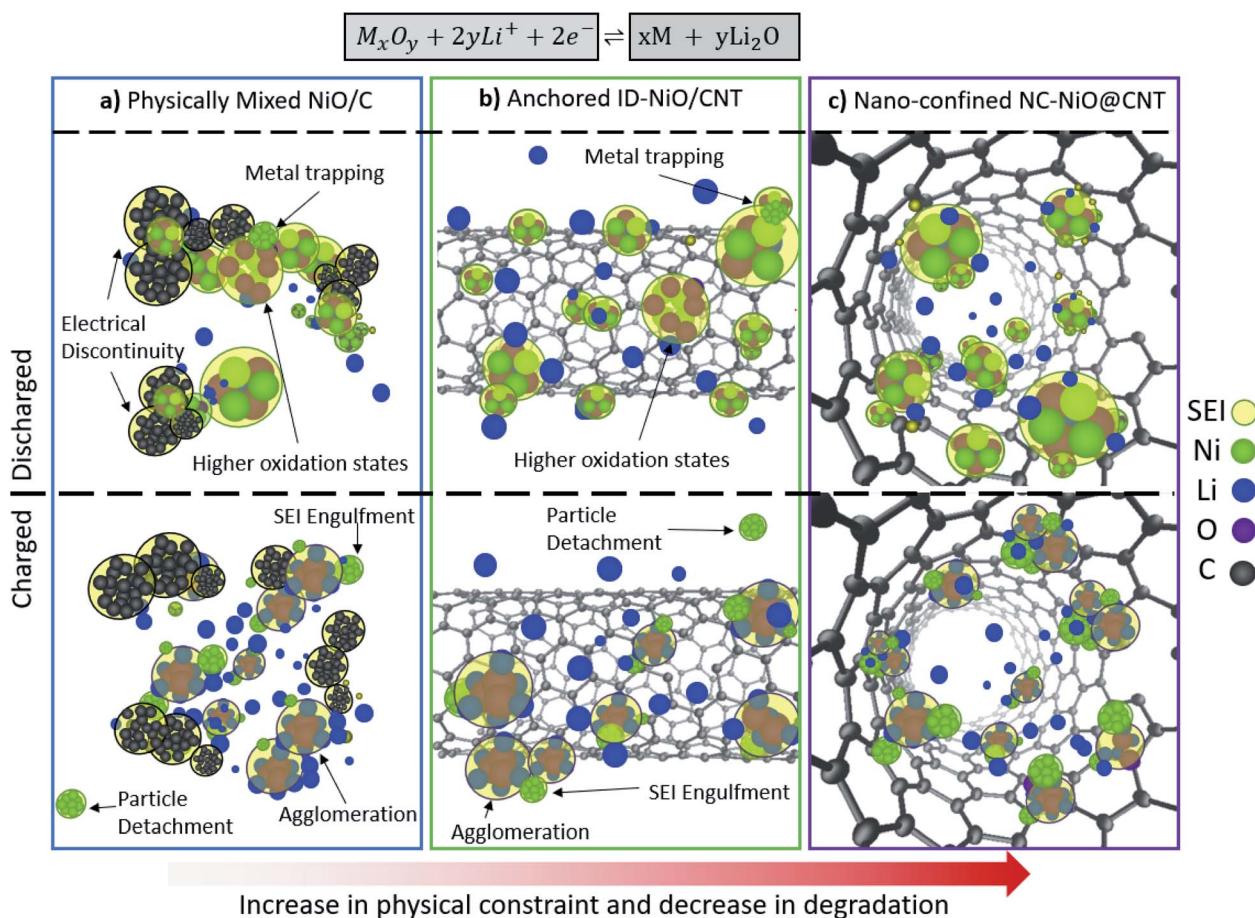 MₓOᵧ + 2yLi⁺ + 2e⁻ ⇌ xM + yLi₂O
a) Physically Mixed NiO/C
b) Anchored ID-NiO/CNT
c) Nano-confined NC-NiO@CNT
Discharged
Metal trapping
Electrical
Discontinuity
Higher oxidation states
Metal trapping
Higher oxidation states
SEI
Ni
Li
O
C
Charged
SEI Engulfment
Particle
Detachment
Agglomeration
Particle
Detachment
SEI Engulfment
Agglomeration
Increase in physical constraint and decrease in degradation